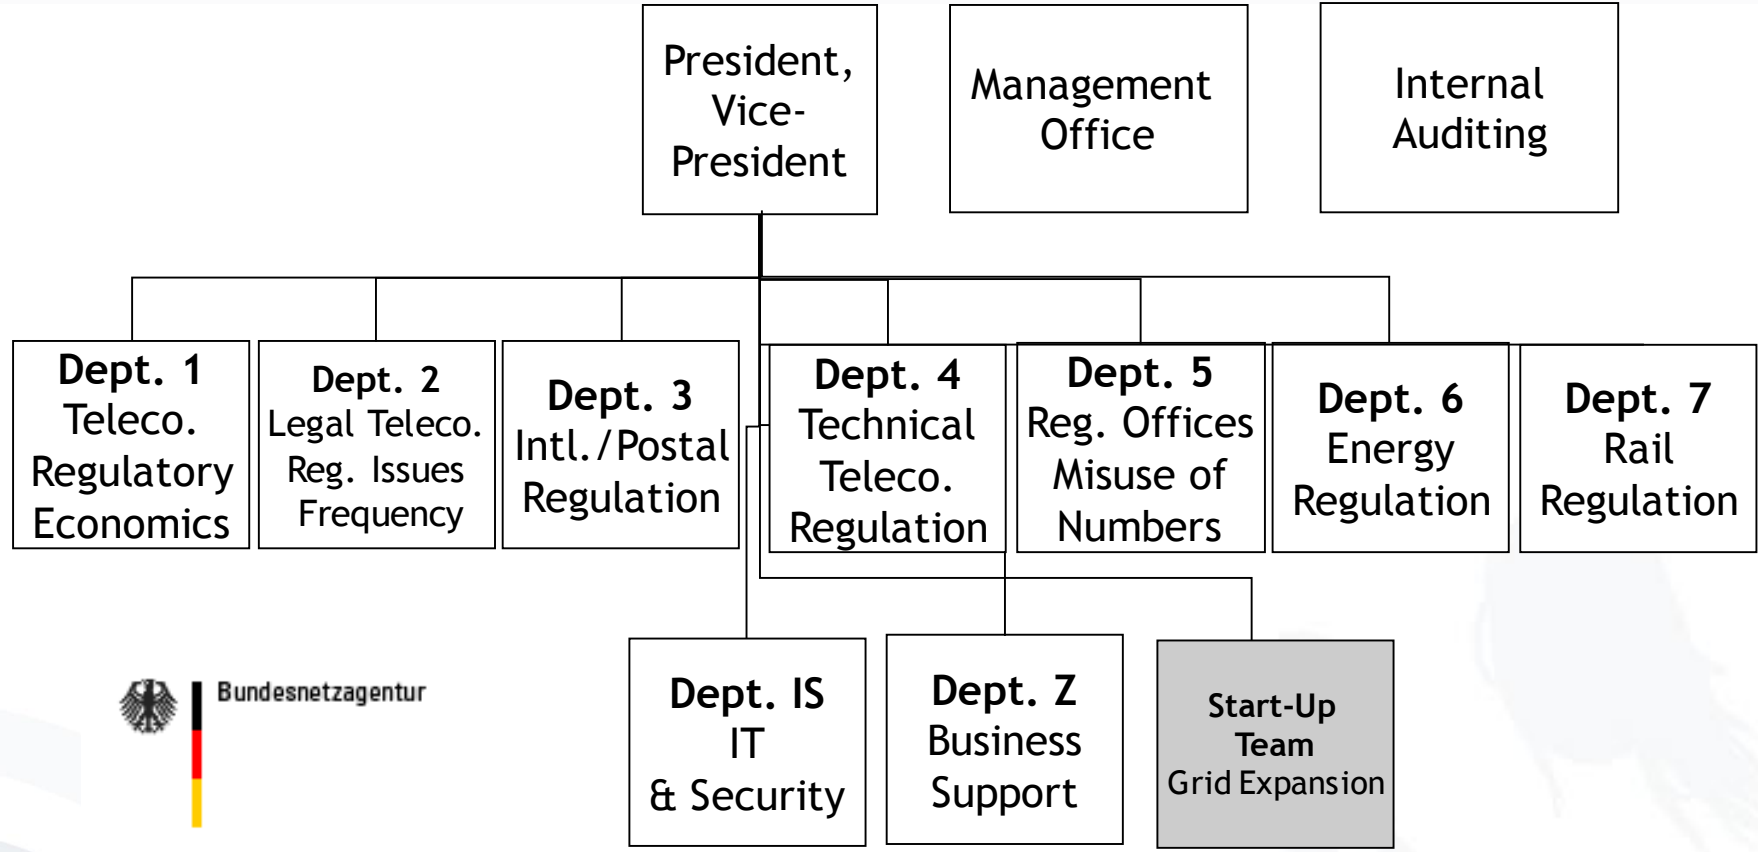 President,
Vice-
President
Management
Office
Internal
Auditing
Dept. 1
Teleco.
Regulatory
Economics
Dept. 2
Legal Teleco.
Reg. Issues
Frequency
Dept. 3
Intl./Postal
Regulation
Dept. 4
Technical
Teleco.
Regulation
Dept. 5
Reg. Offices
Misuse of
Numbers
Dept. 6
Energy
Regulation
Dept. 7
Rail
Regulation
Bundesnetzagentur
Dept. IS
IT
& Security
Dept. Z
Business
Support
Start-Up
Team
Grid Expansion